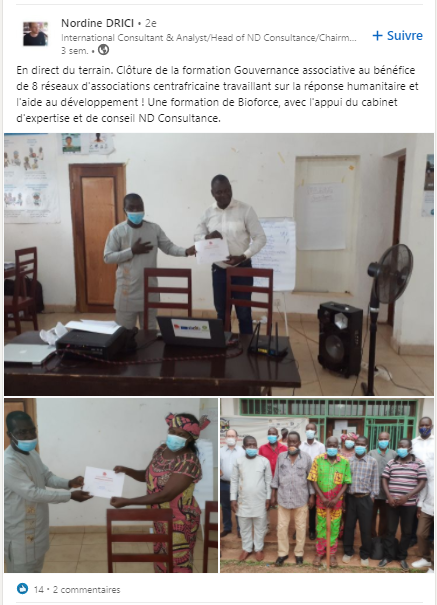 Nordine DRICI • 2e
International Consultant & Analyst/Head of ND Consultance/Chairm...
3 sem. •
+ Suivre
En direct du terrain. Clôture de la formation Gouvernance associative au bénéfice
de 8 réseaux d'associations centrafricaine travaillant sur la réponse humanitaire et
l'aide au développement ! Une formation de Bioforce, avec l'appui du cabinet
d'expertise et de conseil ND Consultance.
14 • 2 commentaires